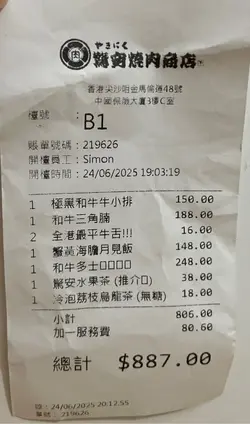 やきにく
燒肉商店
香港尖沙咀金馬倫道48號
中國保險大廈3樓C室
檯號 : B1
賬單號碼 : 219626
開檯員工 : Simon
開檯時間 : 24/06/2025 19:03:19
1 極黑和牛牛小排 150.00
1 和牛三角腩 188.00
2 全港最平牛舌!!! 16.00
1 蟹黃海膽月見飯 148.00
1 和牛多士 248.00
1 驚安水果茶 (推介) 38.00
1 冷泡荔枝烏龍茶 (無糖) 18.00
小計 806.00
加一服務費 80.60
總計 $887.00
: 24/06/2025 20:12:55
219626